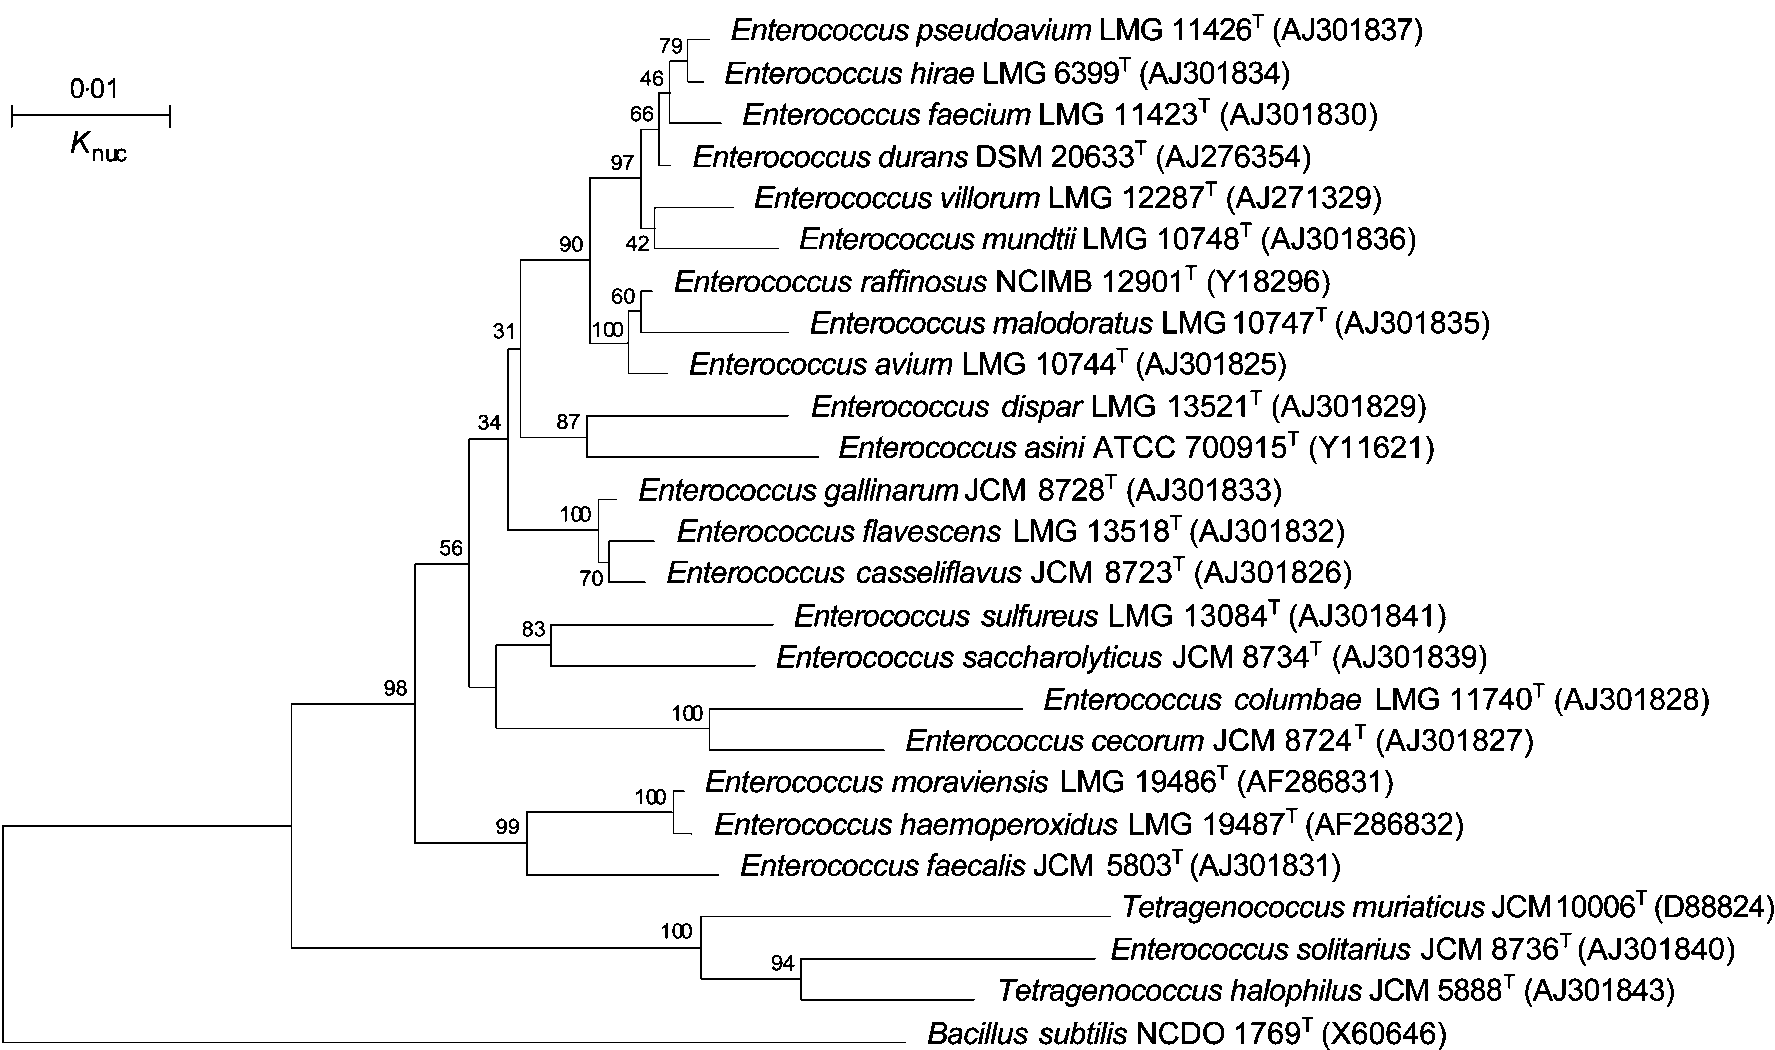 Enterococcus pseudoavium LMG 11426T (AJ301837)
79
0·01
Enterococcus hirae LMG 6399T (AJ301834)
46
Knuc
Enterococcus faecium LMG 11423T (AJ301830)
66
Enterococcus durans DSM 20633T (AJ276354)
97
Enterococcus villorum LMG 12287T (AJ271329)
42
Enterococcus mundtii LMG 10748T (AJ301836)
90
Enterococcus raffinosus NCIMB 12901T (Y18296)
60
Enterococcus malodoratus LMG 10747T (AJ301835)
100
31
Enterococcus avium LMG 10744T (AJ301825)
Enterococcus dispar LMG 13521T (AJ301829)
87
34
Enterococcus asini ATCC 700915T (Y11621)
Enterococcus gallinarum JCM 8728T (AJ301833)
100
Enterococcus flavescens LMG 13518T (AJ301832)
56
70
Enterococcus casseliflavus JCM 8723T (AJ301826)
Enterococcus sulfureus LMG 13084T (AJ301841)
83
Enterococcus saccharolyticus JCM 8734T (AJ301839)
98
Enterococcus columbae LMG 11740T (AJ301828)
100
Enterococcus cecorum JCM 8724T (AJ301827)
Enterococcus moraviensis LMG 19486T (AF286831)
100
Enterococcus haemoperoxidus LMG 19487T (AF286832)
99
Enterococcus faecalis JCM 5803T (AJ301831)
Tetragenococcus muriaticus JCM10006T (D88824)
100
Enterococcus solitarius JCM 8736T (AJ301840)
94
Tetragenococcus halophilus JCM 5888T (AJ301843)
Bacillus subtilis NCDO 1769T (X60646)